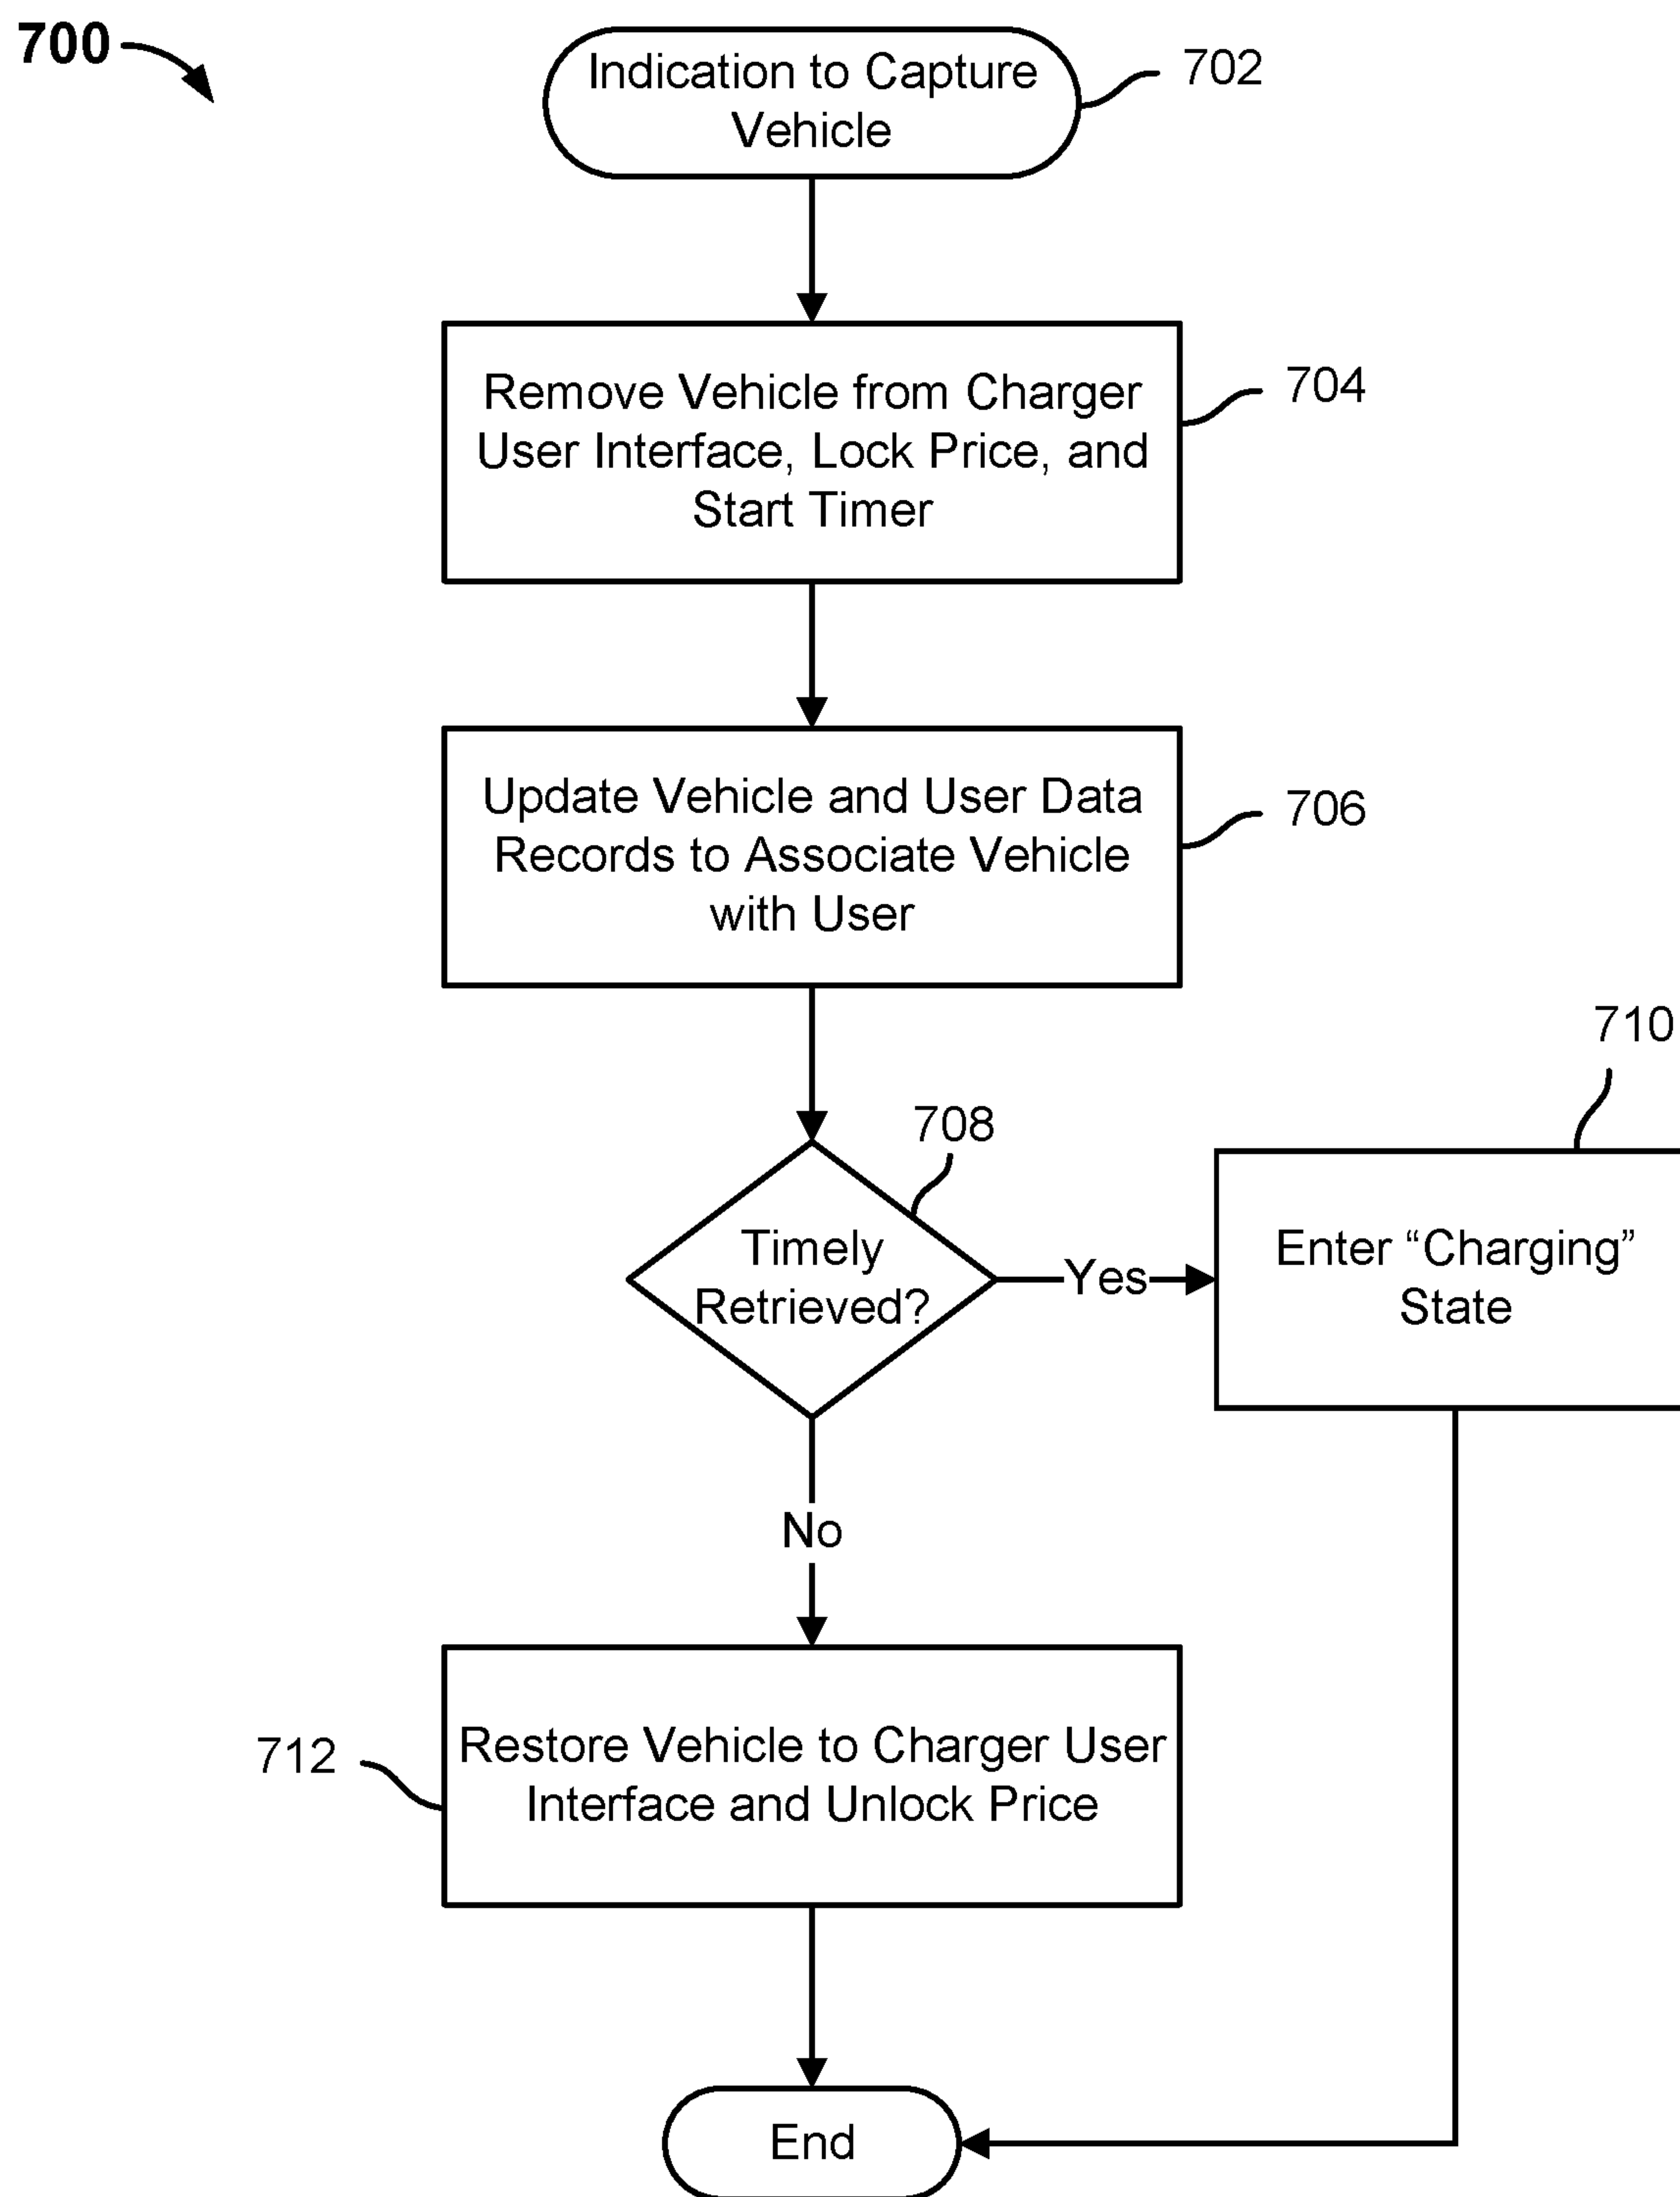 700
Indication to Capture
Vehicle
702
Remove Vehicle from Charger
User Interface, Lock Price, and
Start Timer
704
Update Vehicle and User Data
Records to Associate Vehicle
with User
706
708
Timely
Retrieved?
Yes
710
Enter “Charging”
State
No
712
Restore Vehicle to Charger User
Interface and Unlock Price
End